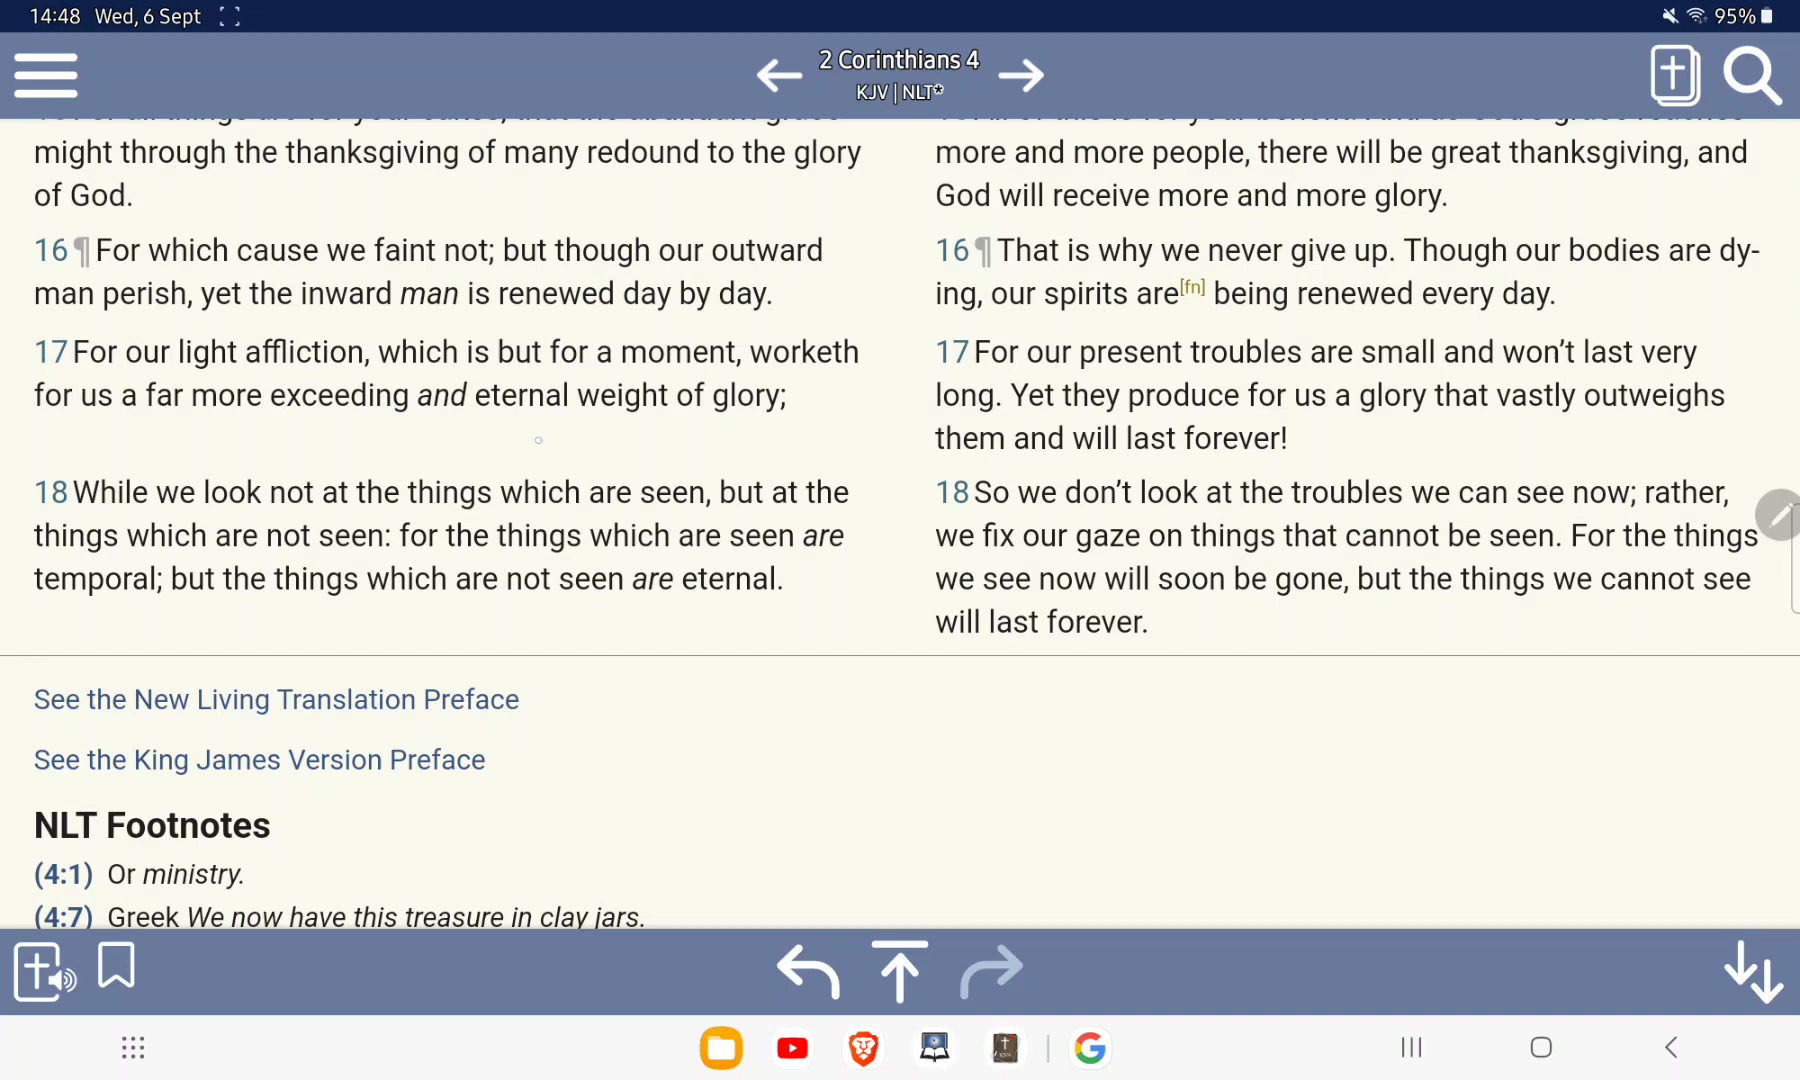 14:48 Wed, 6 Sept
95%
2 Corinthians 4
KJV | NLT*
might through the thanksgiving of many redound to the glory
of God.
16 ¶ For which cause we faint not; but though our outward
man perish, yet the inward man is renewed day by day.
17 For our light affliction, which is but for a moment, worketh
for us a far more exceeding and eternal weight of glory;
18 While we look not at the things which are seen, but at the
things which are not seen: for the things which are seen are
temporal; but the things which are not seen are eternal.
more and more people, there will be great thanksgiving, and
God will receive more and more glory.
16 ¶ That is why we never give up. Though our bodies are dy-
ing, our spirits are[fn] being renewed every day.
17 For our present troubles are small and won’t last very
long. Yet they produce for us a glory that vastly outweighs
them and will last forever!
18 So we don’t look at the troubles we can see now; rather,
we fix our gaze on things that cannot be seen. For the things
we see now will soon be gone, but the things we cannot see
will last forever.
See the New Living Translation Preface
See the King James Version Preface
NLT Footnotes
(4:1) Or ministry.
(4:7) Greek We now have this treasure in clay jars.